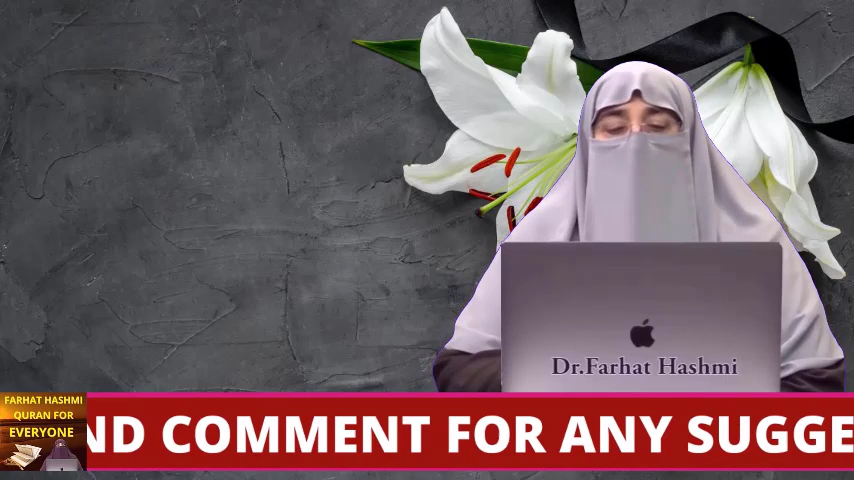 Dr.Farhat Hashmi
FARHAT HASHMI
QURAN FOR
EVERYONE
ND COMMENT FOR ANY SUGGE